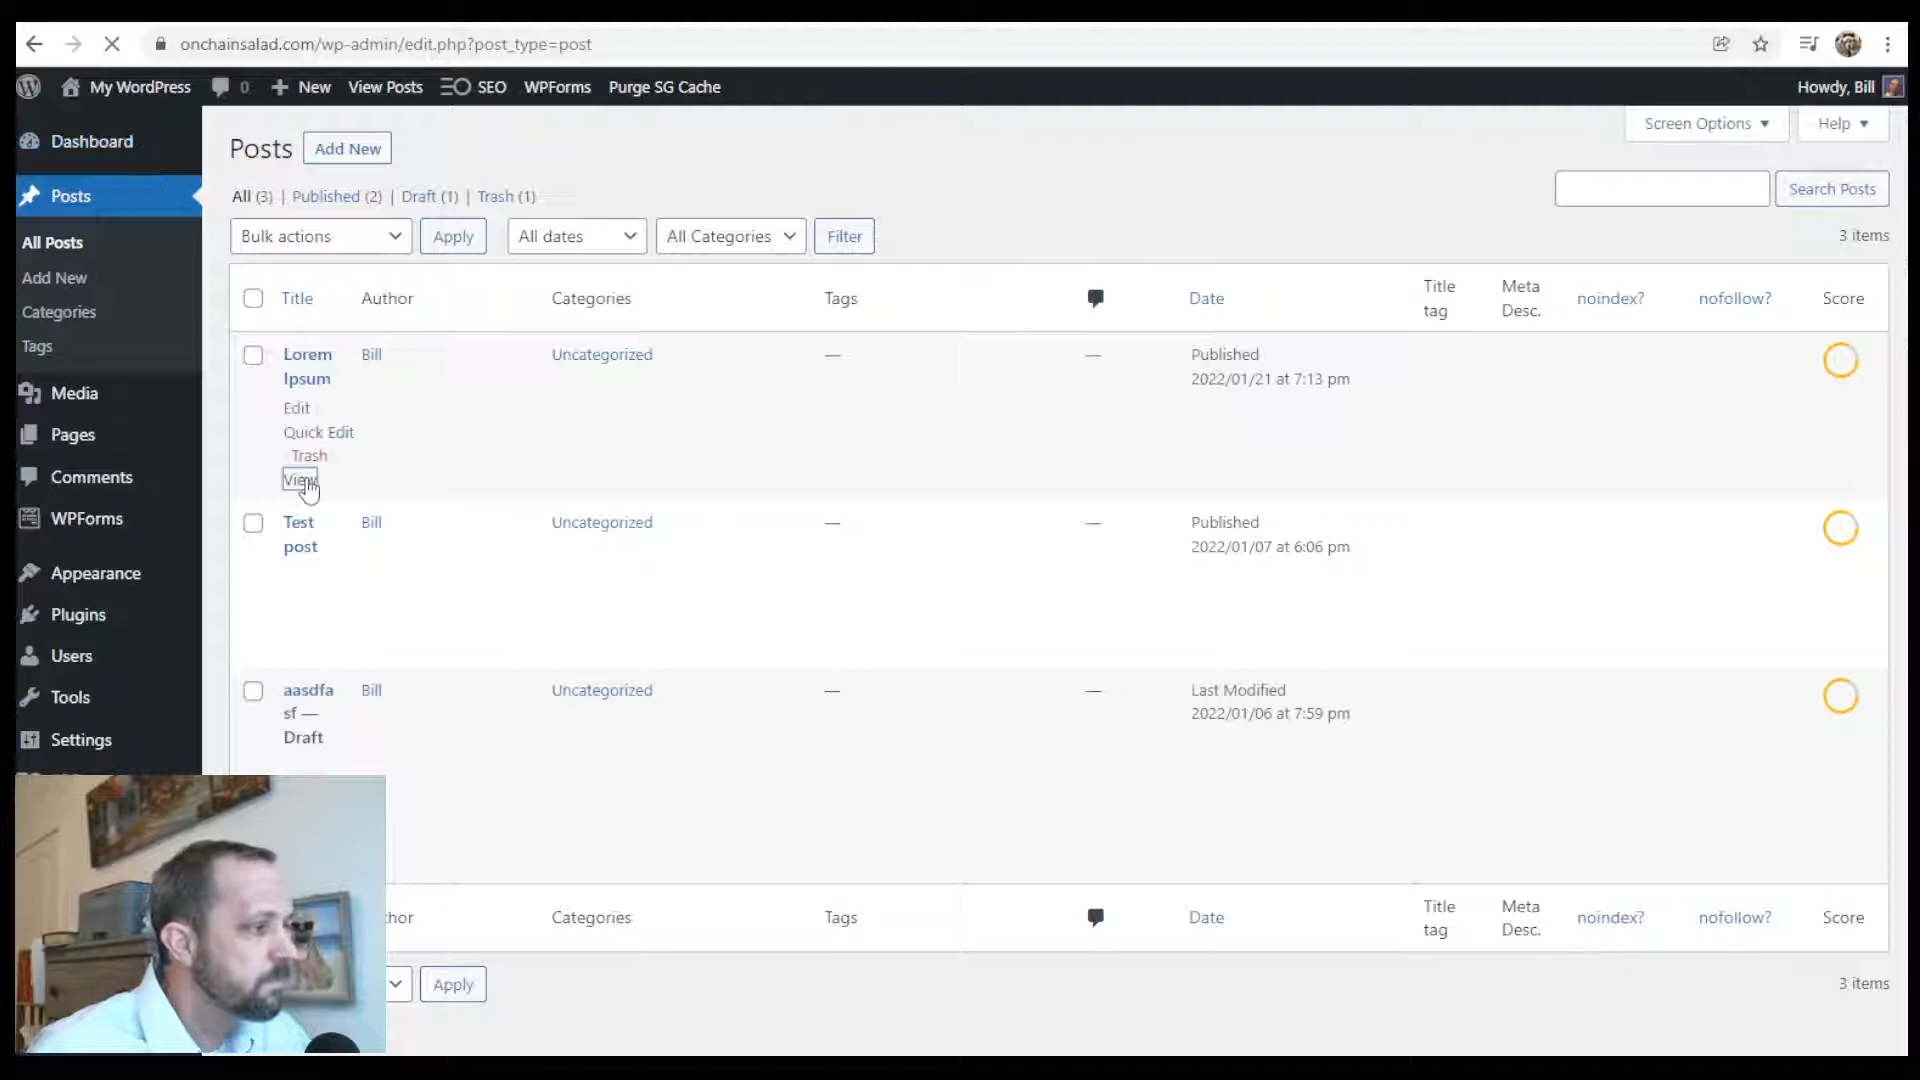 onchainsalad.com/wp-admin/edit.php?post_type=post
My WordPress 0 New View Posts SEO WPForms Purge SG Cache Howdy, Bill
Dashboard
Posts
All Posts
Add New
Categories
Tags
Media
Pages
Comments
WPForms
Appearance
Plugins
Users
Tools
Settings
Posts Add New
Screen Options Help
All (3) | Published (2) | Draft (1) | Trash (1)
Search Posts
Bulk actions Apply All dates All Categories Filter
3 items
Title Author Categories Tags Date Title tag Meta Desc. noindex? nofollow? Score
Lorem Bill Uncategorized — — Published
Ipsum 2022/01/21 at 7:13 pm
Edit
Quick Edit
Trash
View
Test Bill Uncategorized — — Published
post 2022/01/07 at 6:06 pm
aasdfa Bill Uncategorized — — Last Modified
sf — 2022/01/06 at 7:59 pm
Draft
Categories Tags Date Title tag Meta Desc. noindex? nofollow? Score
Apply
3 items